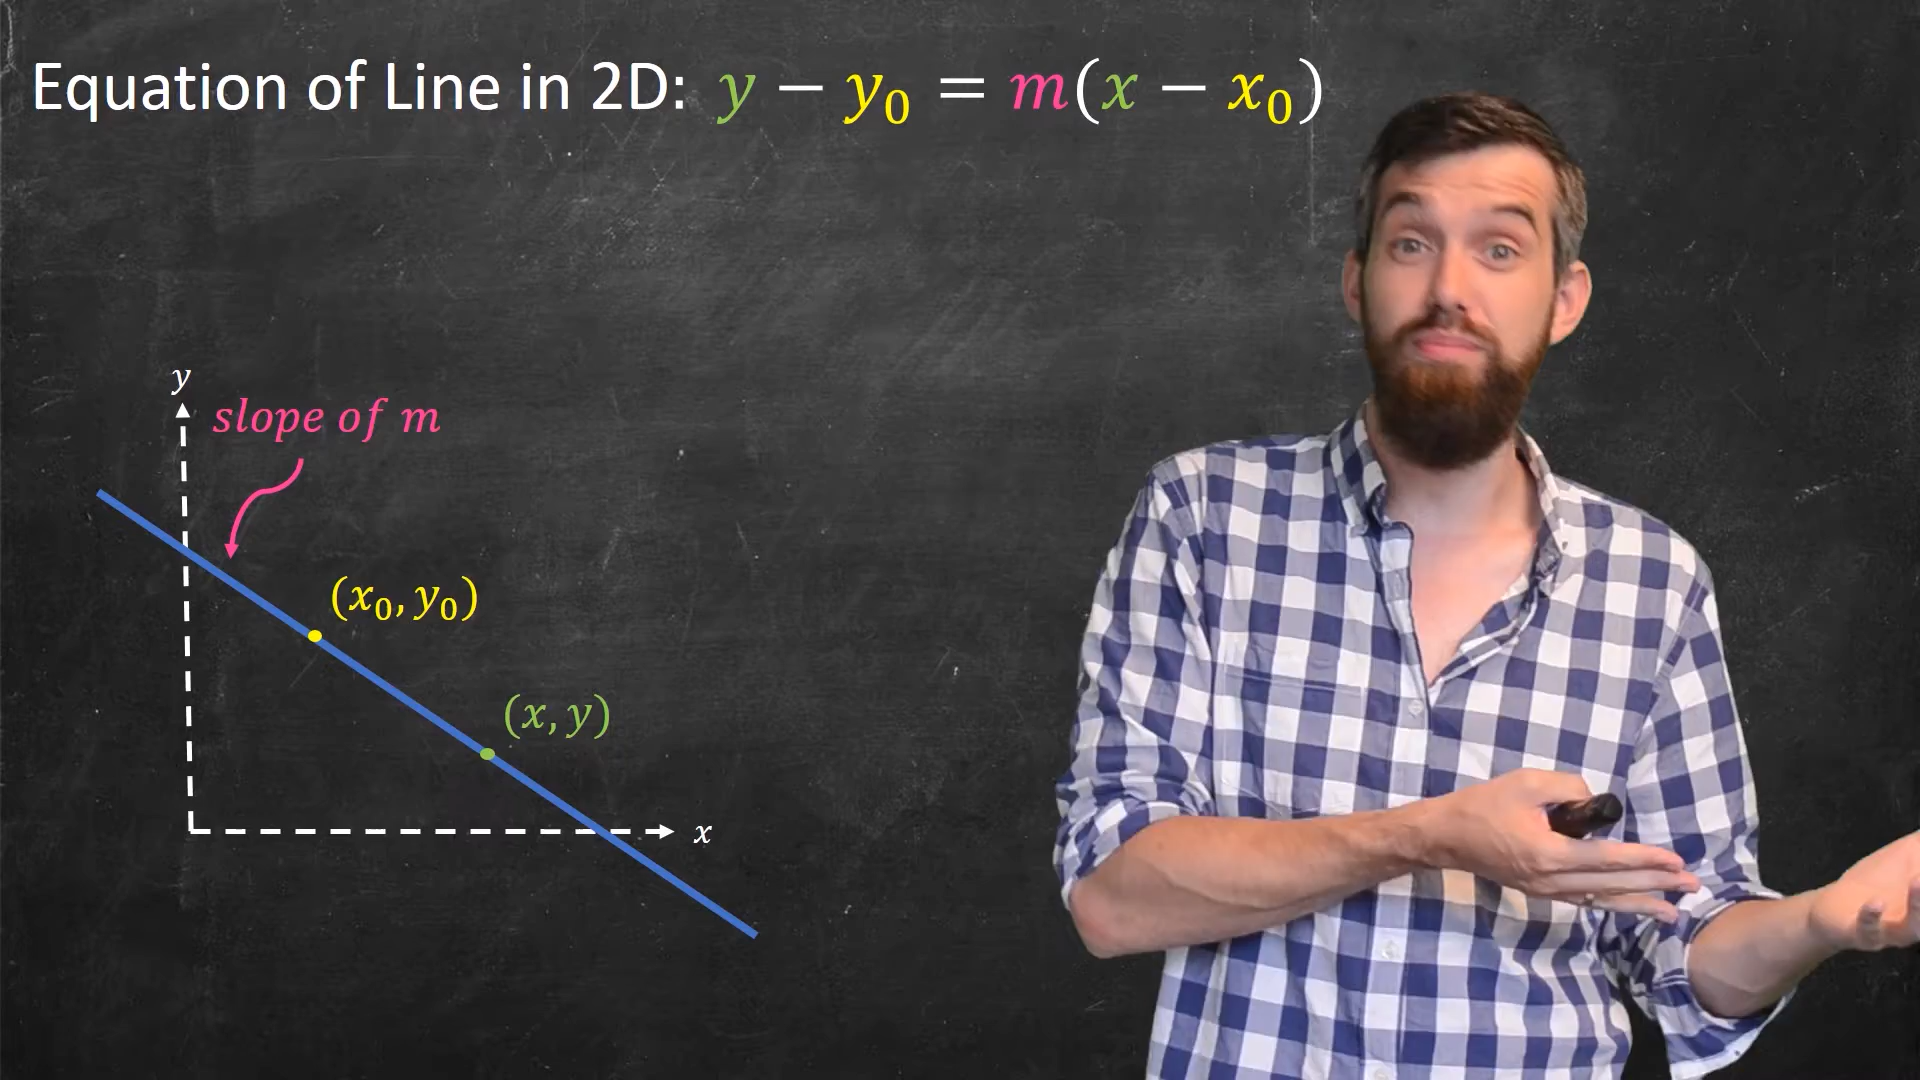 Equation of Line in 2D: y − y₀ = m(x − x₀)
y
slope of m
(x₀, y₀)
(x, y)
x